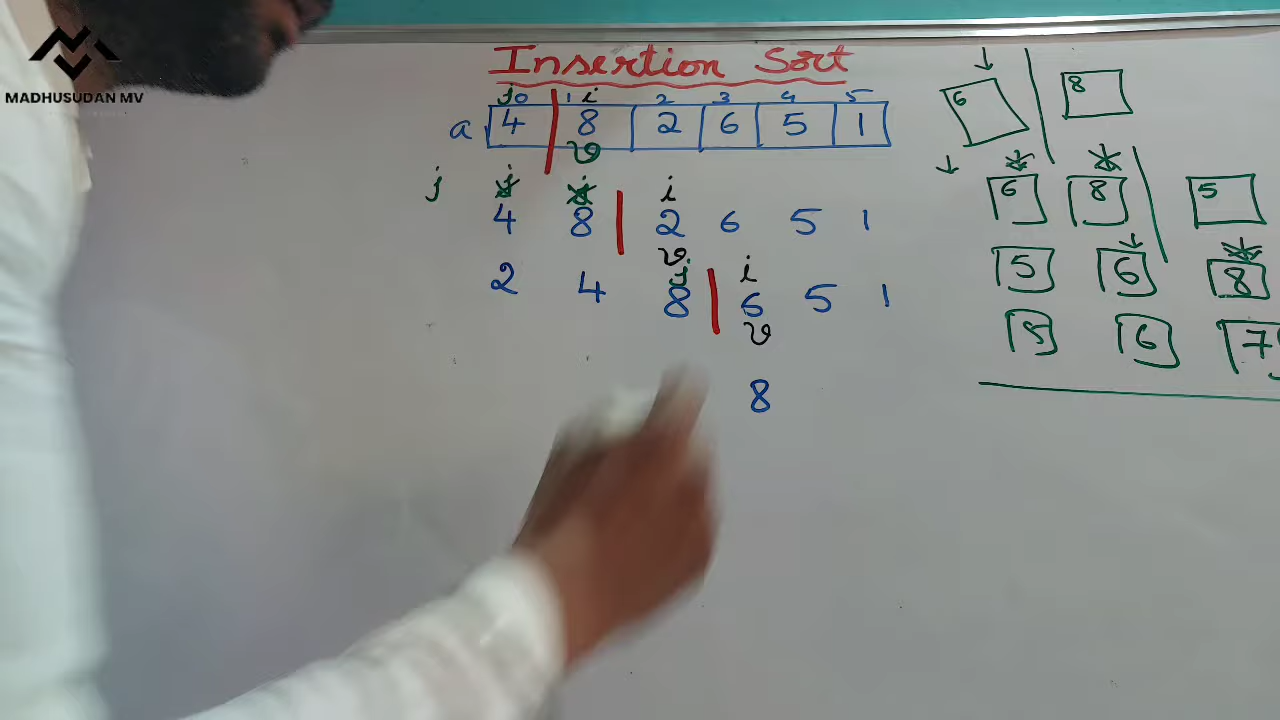 MADHUSUDAN MV
Insertion Sort
j 0 1 i 2 3 4 5
a 4 8 2 6 5 1
v
j j j i
4 8 2 6 5 1
v
j i
2 4 8 6 5 1
v
8
6 8
6 8 5
5 6 8
5 6 7